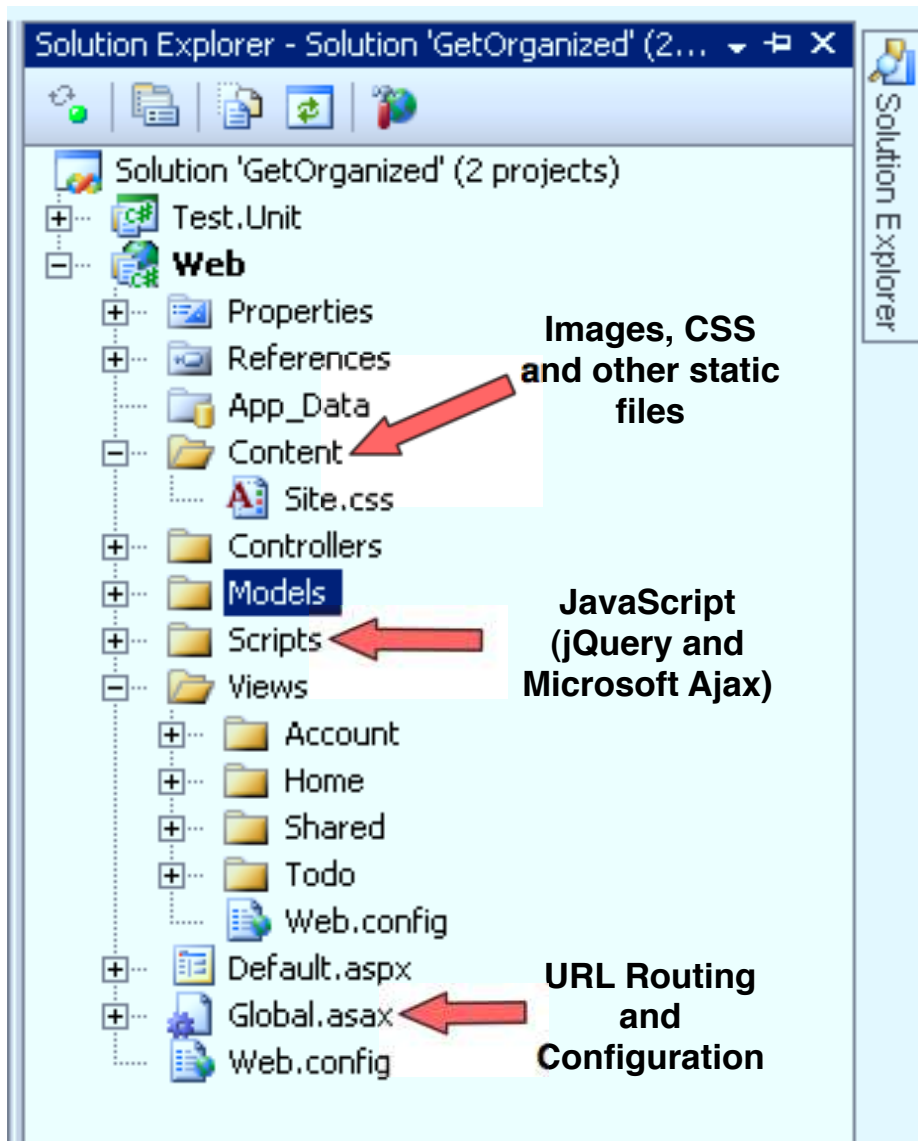 Solution Explorer - Solution 'GetOrganized' (2...
Solution Explorer
Solution 'GetOrganized' (2 projects)
Test.Unit
Web
Properties
References
App_Data
Content
Site.css
Controllers
Models
Scripts
Views
Account
Home
Shared
Todo
Web.config
Default.aspx
Global.asax
Web.config
Images, CSS
and other static
files
JavaScript
(jQuery and
Microsoft Ajax)
URL Routing
and
Configuration